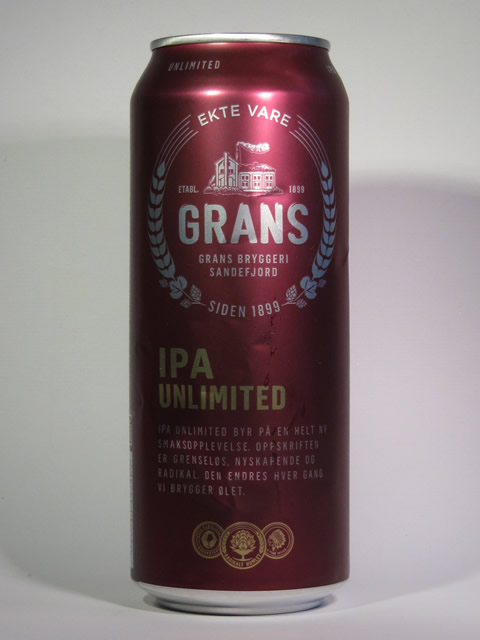 UNLIMITED
EKTE VARE
ETABL. 1899
GRANS
GRANS BRYGGERI
SANDEFJORD
SIDEN 1899
IPA
UNLIMITED
IPA UNLIMITED BYR PÅ EN HELT NY
SMAKSOPPLEVELSE. OPPSKRIFTEN
ER GRENSELØS, NYSKAPENDE OG
RADIKAL. DEN ENDRES HVER GANG
VI BRYGGER ØLET.